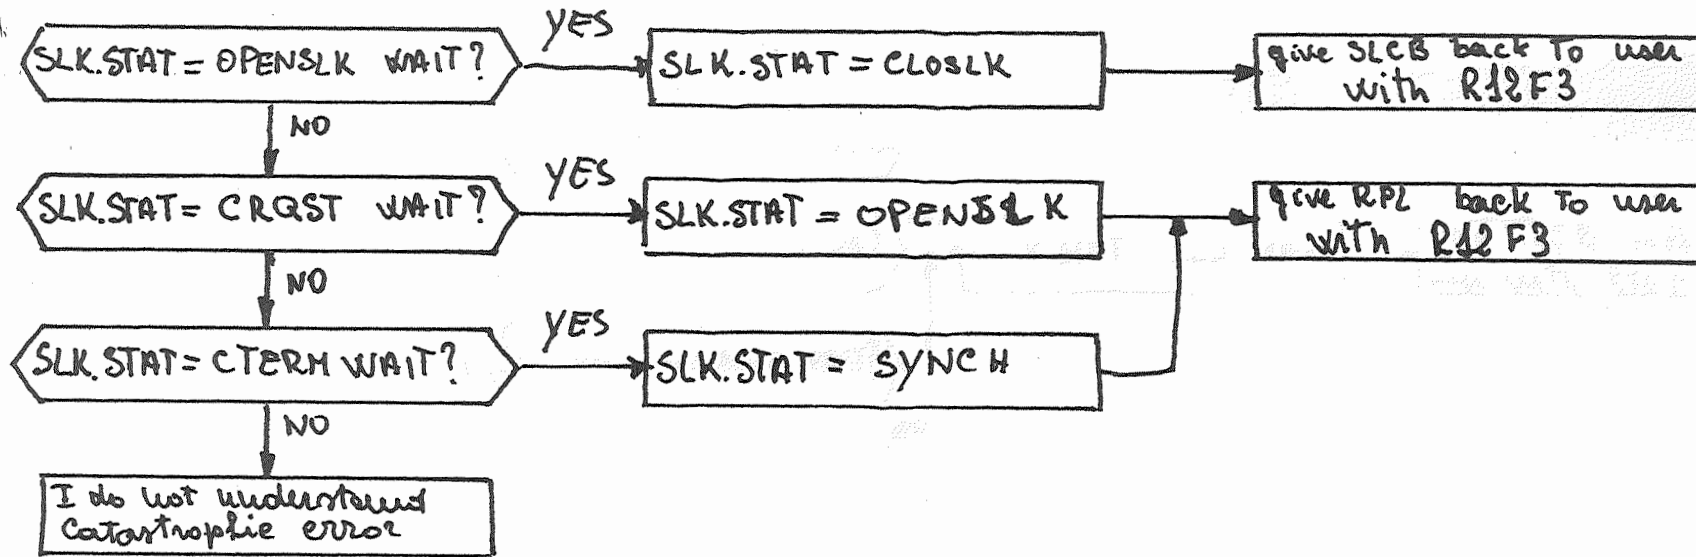 SLK.STAT = OPENSLK WAIT?
YES
SLK.STAT = CLOSLK
give SLCB back to user
with R12F3
NO
SLK.STAT = CRQST WAIT?
YES
SLK.STAT = OPENSLK
give RPL back to user
with R12F3
NO
SLK.STAT = CTERM WAIT?
YES
SLK.STAT = SYNCH
NO
I do not understand
Catastrophic error